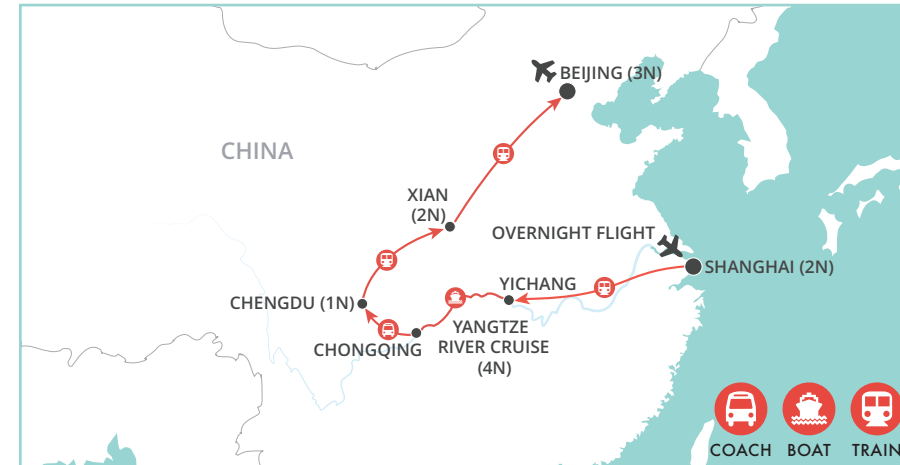 BEIJING (3N)
CHINA
XIAN
(2N)
OVERNIGHT FLIGHT
SHANGHAI (2N)
YICHANG
CHENGDU (1N)
CHONGQING
YANGTZE
RIVER CRUISE
(4N)
COACH BOAT TRAIN